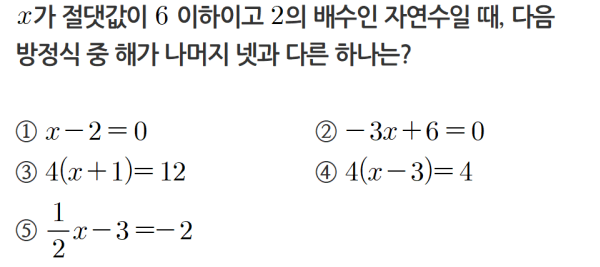 x가 절댓값이 6 이하이고 2의 배수인 자연수일 때, 다음
방정식 중 해가 나머지 넷과 다른 하나는?
① x-2=0 ② -3x+6=0
③ 4(x+1)=12 ④ 4(x-3)=4
⑤ \frac{1}{2}x-3=-2